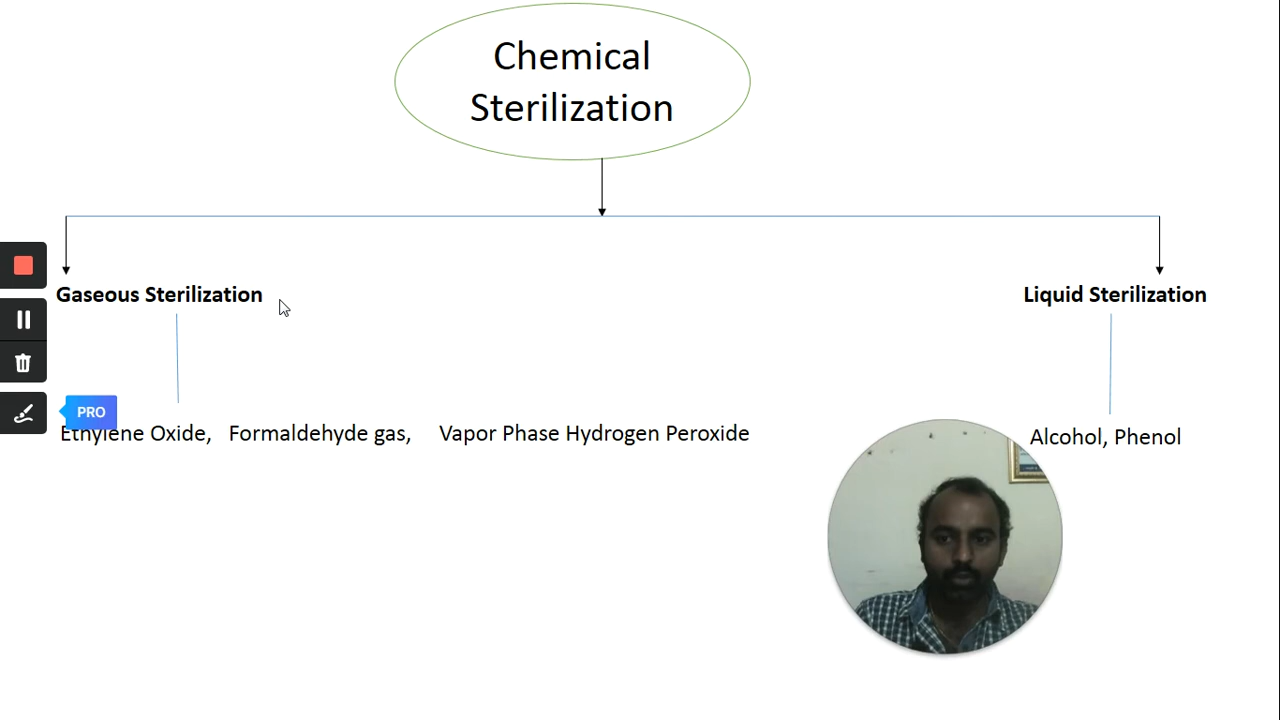 Chemical
Sterilization
Gaseous Sterilization
Liquid Sterilization
PRO
Ethylene Oxide, Formaldehyde gas, Vapor Phase Hydrogen Peroxide
Alcohol, Phenol